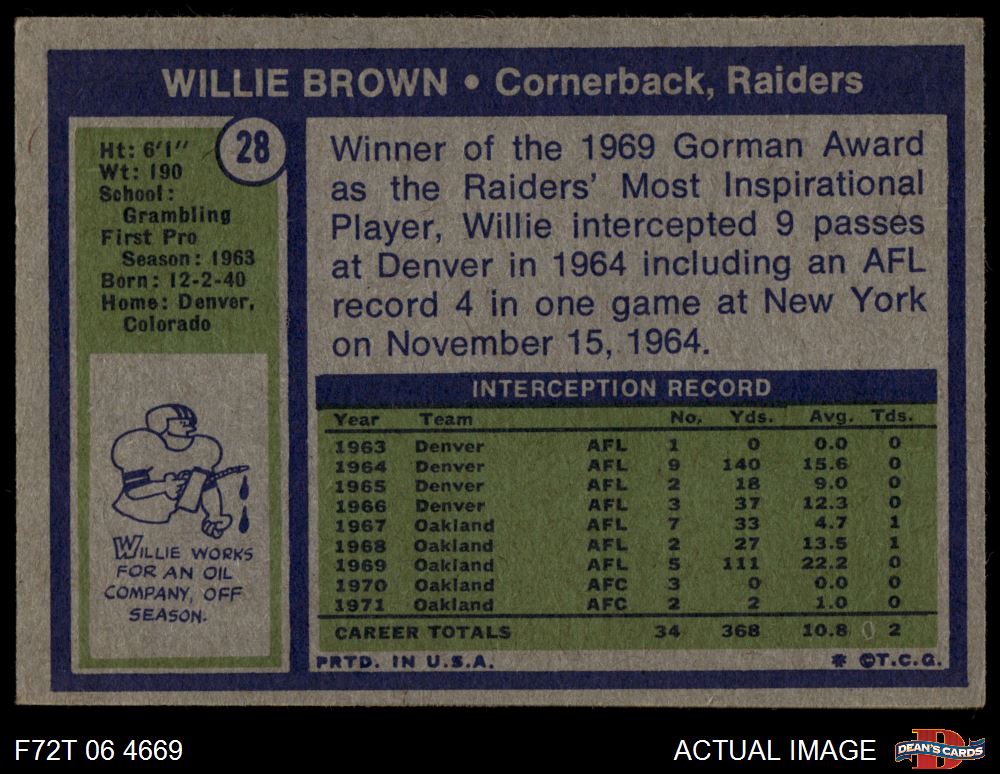 WILLIE BROWN • Cornerback, Raiders
28
Ht: 6'1"
Wt: 190
School:
Grambling
First Pro
Season: 1963
Born: 12-2-40
Home: Denver,
Colorado
WILLIE WORKS
FOR AN OIL
COMPANY, OFF
SEASON.
Winner of the 1969 Gorman Award
as the Raiders' Most Inspirational
Player, Willie intercepted 9 passes
at Denver in 1964 including an AFL
record 4 in one game at New York
on November 15, 1964.
INTERCEPTION RECORD
Year Team No. Yds. Avg. Tds.
1963 Denver AFL 1 0 0.0 0
1964 Denver AFL 9 140 15.6 0
1965 Denver AFL 2 18 9.0 0
1966 Denver AFL 3 37 12.3 0
1967 Oakland AFL 7 33 4.7 1
1968 Oakland AFL 2 27 13.5 1
1969 Oakland AFL 5 111 22.2 0
1970 Oakland AFC 3 0 0.0 0
1971 Oakland AFC 2 2 1.0 0
CAREER TOTALS 34 368 10.8 2
PRTD. IN U.S.A. * ©T.C.G.
F72T 06 4669 ACTUAL IMAGE D DEAN'S CARDS